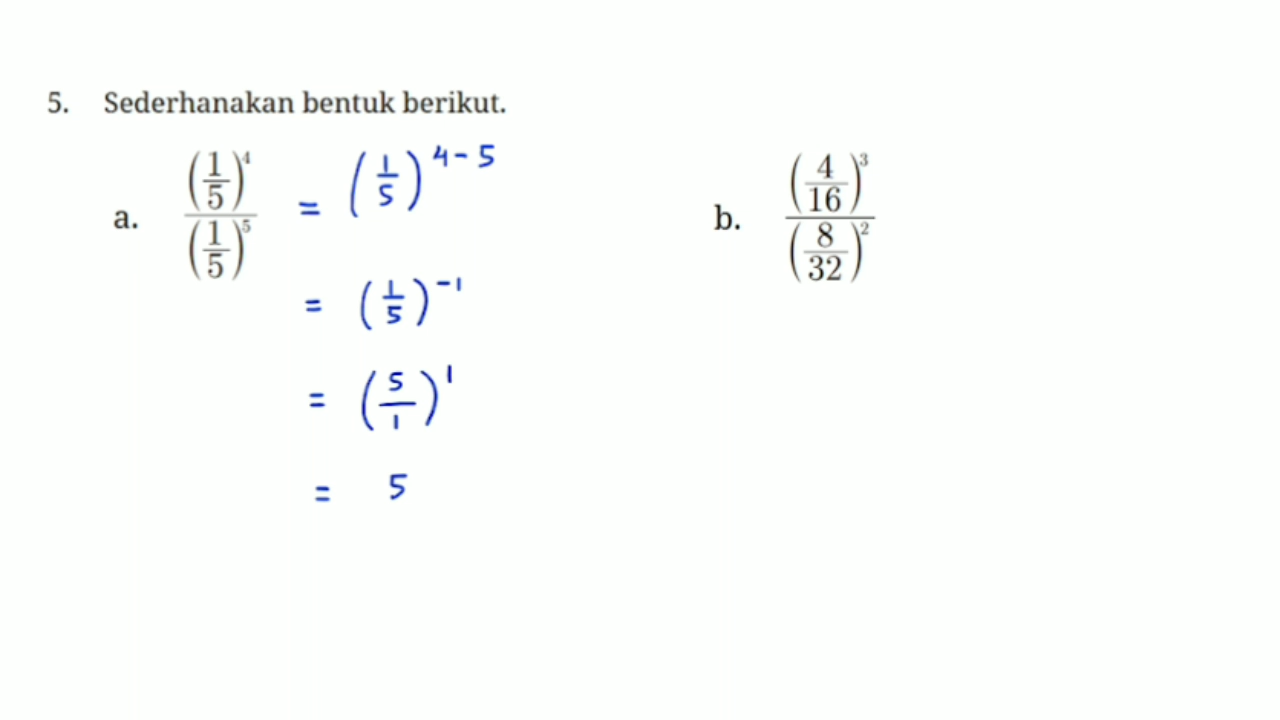 5. Sederhanakan bentuk berikut.
a. (1/5)^4 / (1/5)^5 = (1/5)^4-5
= (1/5)^-1
= (5/1)^1
= 5
b. (4/16)^3 / (8/32)^2